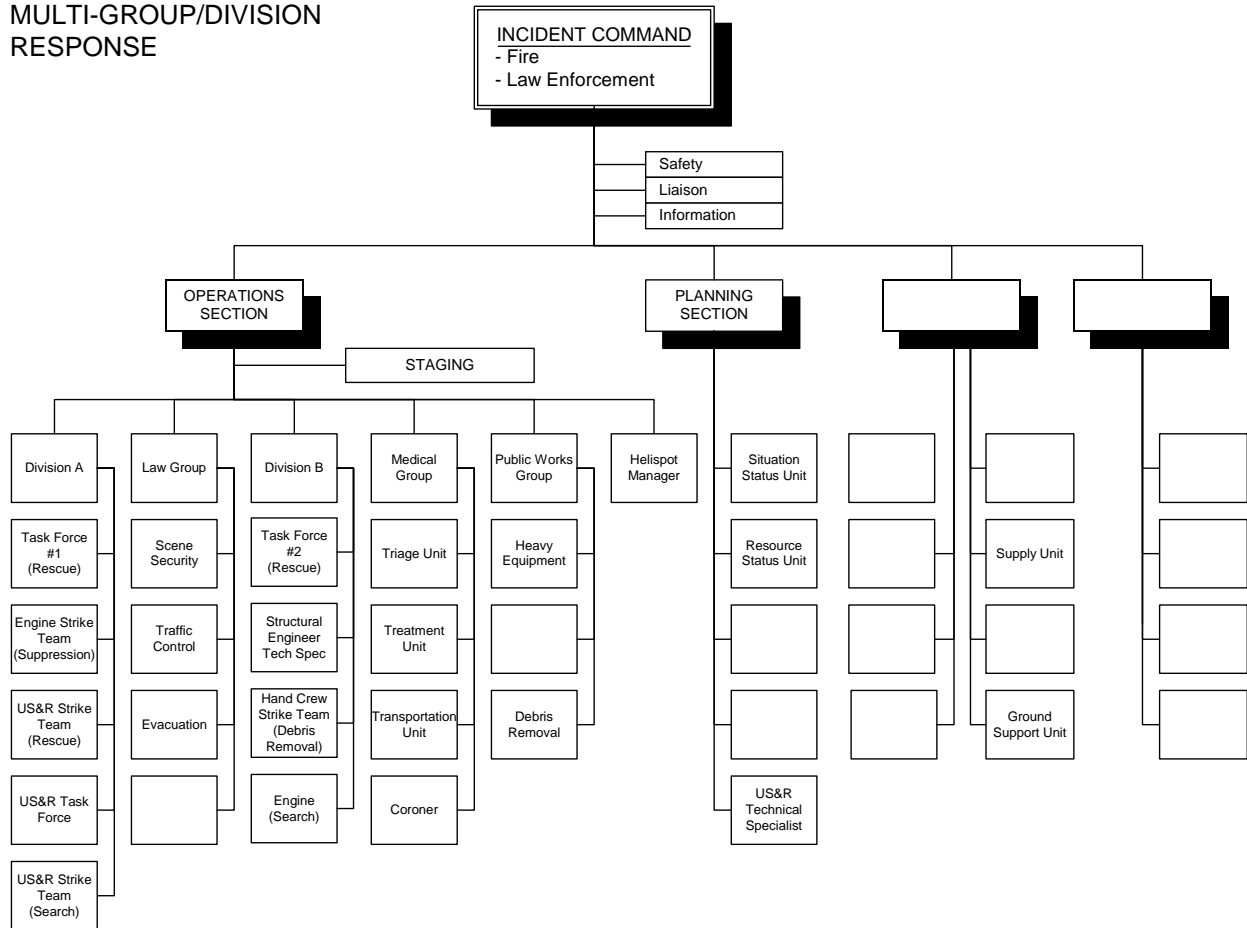 MULTI-GROUP/DIVISION
RESPONSE
INCIDENT COMMAND
- Fire
- Law Enforcement
Safety
Liaison
Information
OPERATIONS
SECTION
PLANNING
SECTION
STAGING
Division A
Law Group
Division B
Medical
Group
Public Works
Group
Helispot
Manager
Situation
Status Unit
Task Force
#1
(Rescue)
Scene
Security
Task Force
#2
(Rescue)
Triage Unit
Heavy
Equipment
Resource
Status Unit
Supply Unit
Engine Strike
Team
(Suppression)
Traffic
Control
Structural
Engineer
Tech Spec
Treatment
Unit
US&R Strike
Team
(Rescue)
Evacuation
Hand Crew
Strike Team
(Debris
Removal)
Transportation
Unit
Debris
Removal
Ground
Support Unit
US&R Task
Force
Engine
(Search)
Coroner
US&R
Technical
Specialist
US&R Strike
Team
(Search)